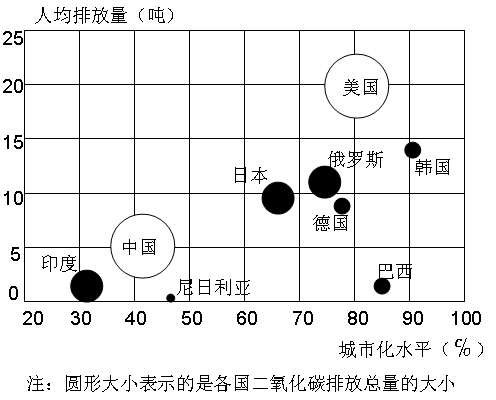 人均排放量（吨）
25
20
15
10
5
0
美国
俄罗斯
韩国
日本
德国
中国
印度
尼日利亚
巴西
20 30 40 50 60 70 80 90 100
城市化水平（%）
注：圆形大小表示的是各国二氧化碳排放总量的大小